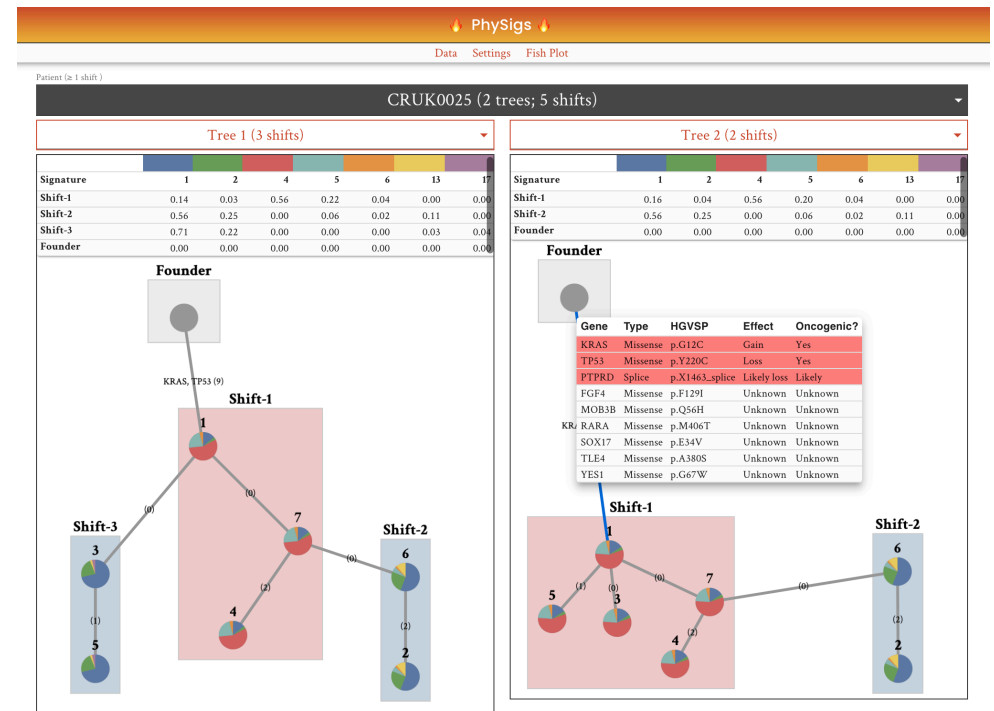 🔥 PhySigs 🔥
Data Settings Fish Plot
Patient (≥ 1 shift )
CRUK0025 (2 trees; 5 shifts)
Tree 1 (3 shifts)
Signature 1 2 4 5 6 13 17
Shift-1 0.14 0.03 0.56 0.22 0.04 0.00 0.00
Shift-2 0.56 0.25 0.00 0.06 0.02 0.11 0.00
Shift-3 0.71 0.22 0.00 0.00 0.00 0.03 0.04
Founder 0.00 0.00 0.00 0.00 0.00 0.00 0.00
Founder
KRAS, TP53 (9)
Shift-1
1
(0)
(0)
7
Shift-3
3
Shift-2
6
(0)
(2)
4
(1)
5
(2)
2
Tree 2 (2 shifts)
Signature 1 2 4 5 6 13 17
Shift-1 0.16 0.04 0.56 0.20 0.04 0.00 0.00
Shift-2 0.56 0.25 0.00 0.06 0.02 0.11 0.00
Founder 0.00 0.00 0.00 0.00 0.00 0.00 0.00
Founder
Gene Type HGVSP Effect Oncogenic?
KRAS Missense p.G12C Gain Yes
TP53 Missense p.Y220C Loss Yes
PTPRD Splice p.X1463_splice Likely loss Likely
FGF4 Missense p.F129I Unknown Unknown
MOB3B Missense p.Q56H Unknown Unknown
RARA Missense p.M406T Unknown Unknown
SOX17 Missense p.E34V Unknown Unknown
TLE4 Missense p.A380S Unknown Unknown
YES1 Missense p.G67W Unknown Unknown
Shift-1
1
Shift-2
6
(1)
(0)
(0)
7
(0)
5
3
(2)
4
(2)
2